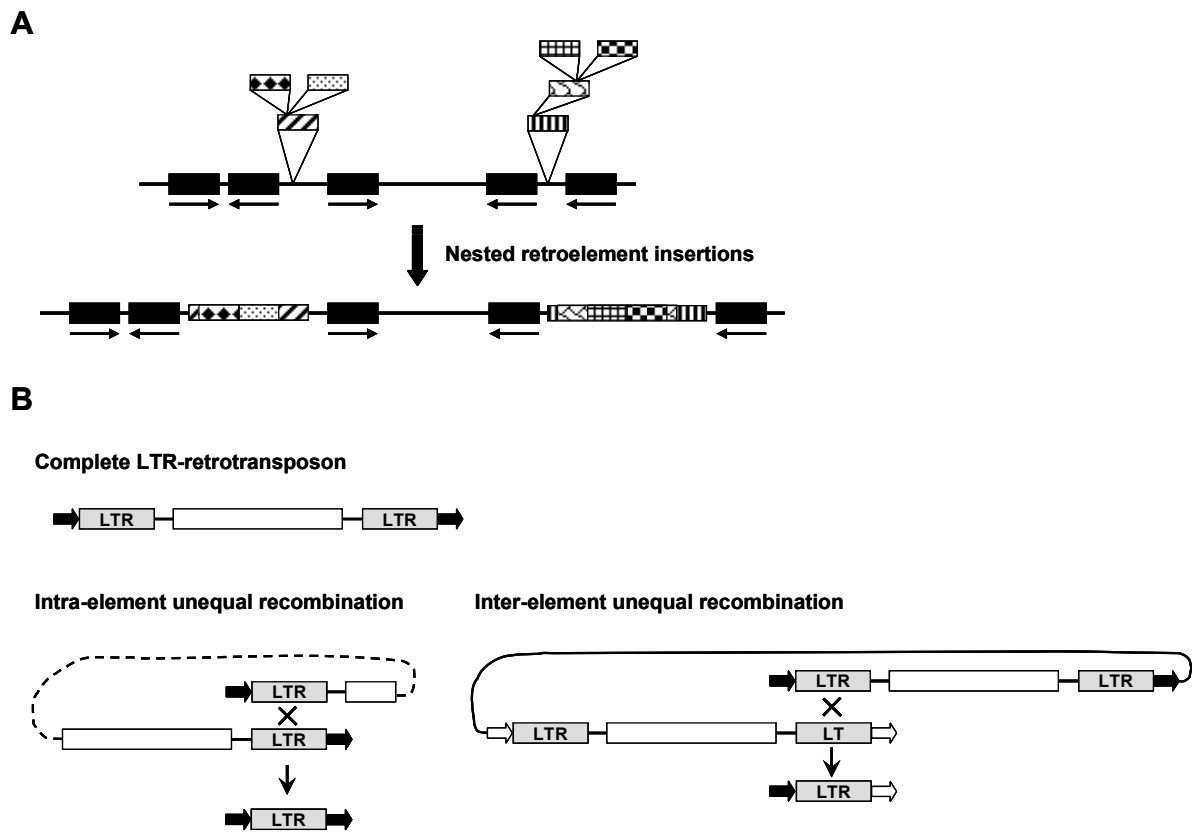 A
Nested retroelement insertions
B
Complete LTR-retrotransposon
LTR LTR
Intra-element unequal recombination
Inter-element unequal recombination
LTR
LTR
LTR
LTR LTR
LTR LT
LTR